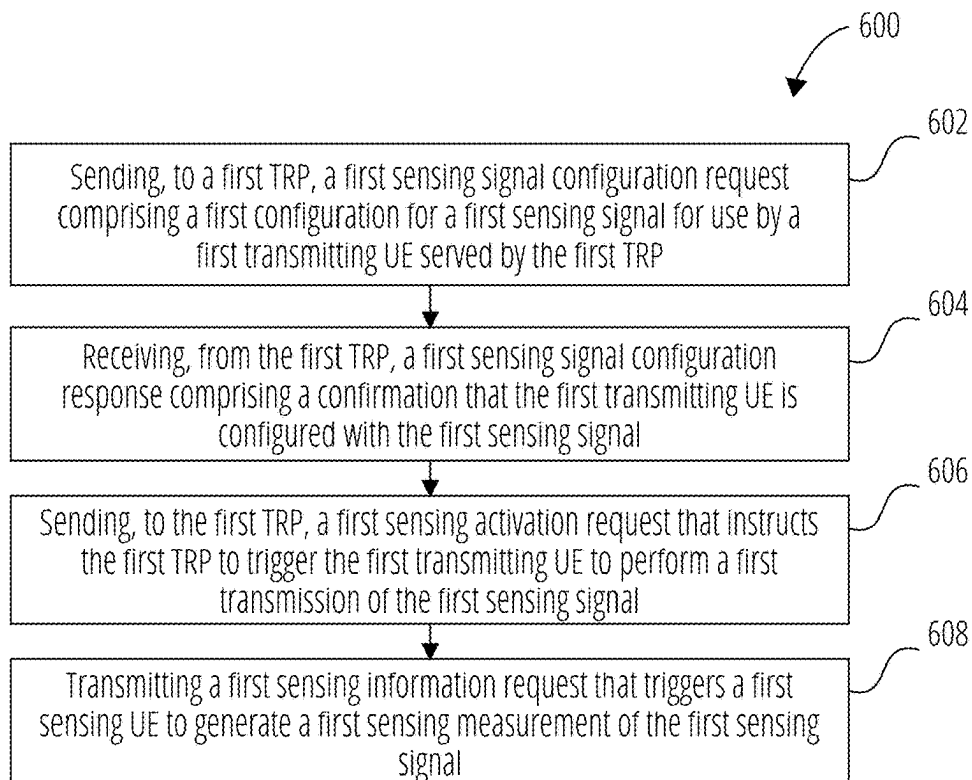 600
602
Sending, to a first TRP, a first sensing signal configuration request
comprising a first configuration for a first sensing signal for use by a
first transmitting UE served by the first TRP
604
Receiving, from the first TRP, a first sensing signal configuration
response comprising a confirmation that the first transmitting UE is
configured with the first sensing signal
606
Sending, to the first TRP, a first sensing activation request that instructs
the first TRP to trigger the first transmitting UE to perform a first
transmission of the first sensing signal
608
Transmitting a first sensing information request that triggers a first
sensing UE to generate a first sensing measurement of the first sensing
signal